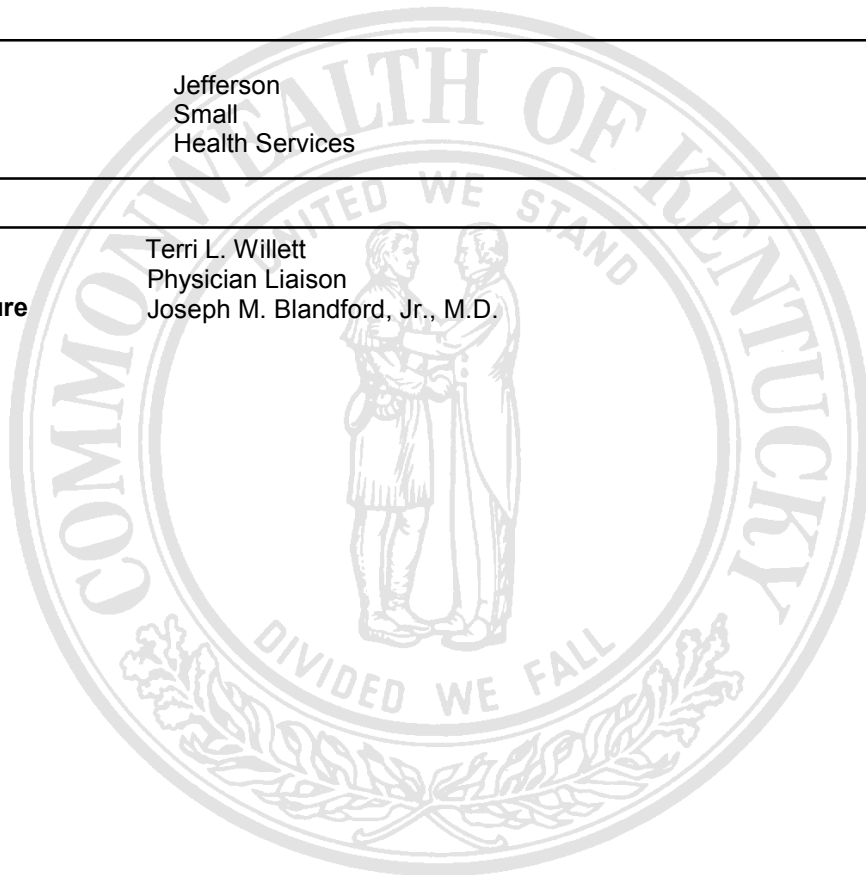 Jefferson
Small
Health Services
Terri L. Willett
Physician Liaison
ure Joseph M. Blandford, Jr., M.D.
COMMONWEALTH OF KENTUCKY
UNITED WE STAND
DIVIDED WE FALL